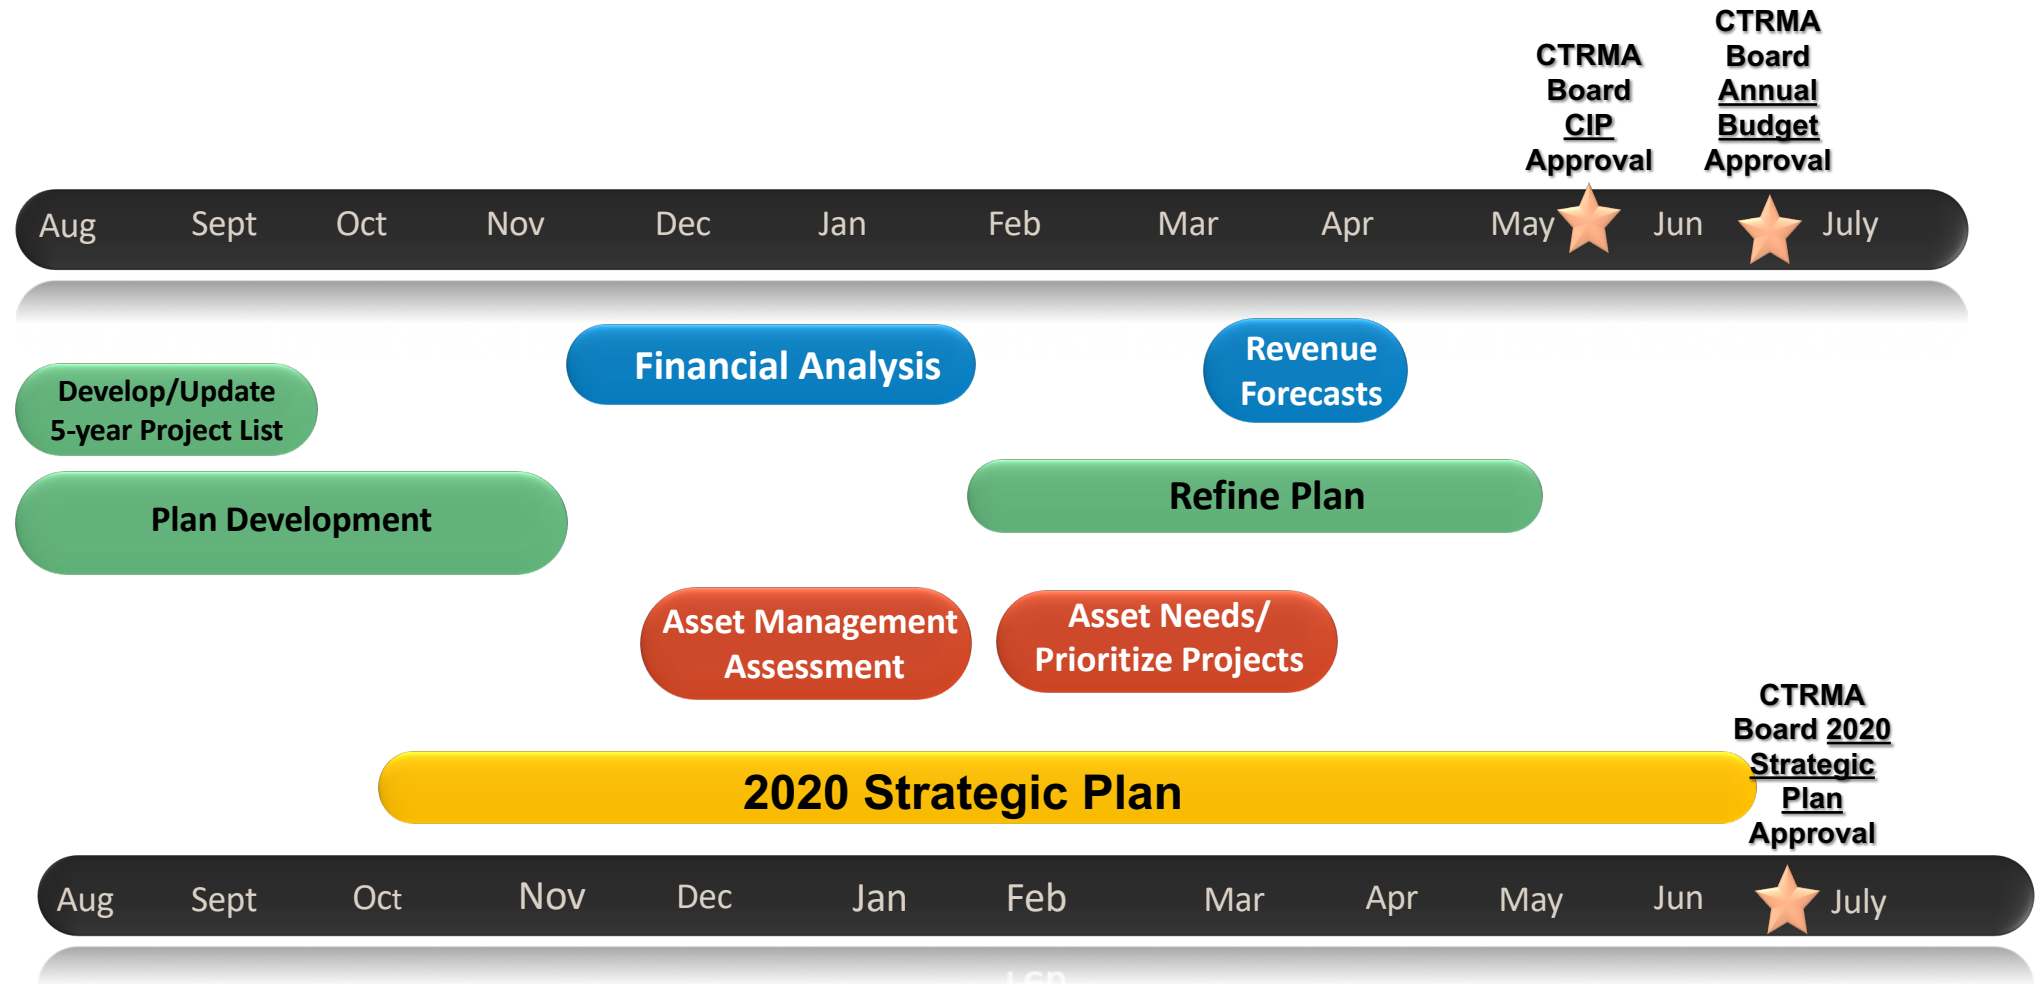 CTRMA
Board
CIP
Approval
CTRMA
Board
Annual
Budget
Approval
Aug Sept Oct Nov Dec Jan Feb Mar Apr May Jun July
Financial Analysis
Revenue
Forecasts
Develop/Update
5-year Project List
Plan Development
Refine Plan
Asset Management
Assessment
Asset Needs/
Prioritize Projects
2020 Strategic Plan
CTRMA
Board 2020
Strategic
Plan
Approval
Aug Sept Oct Nov Dec Jan Feb Mar Apr May Jun July